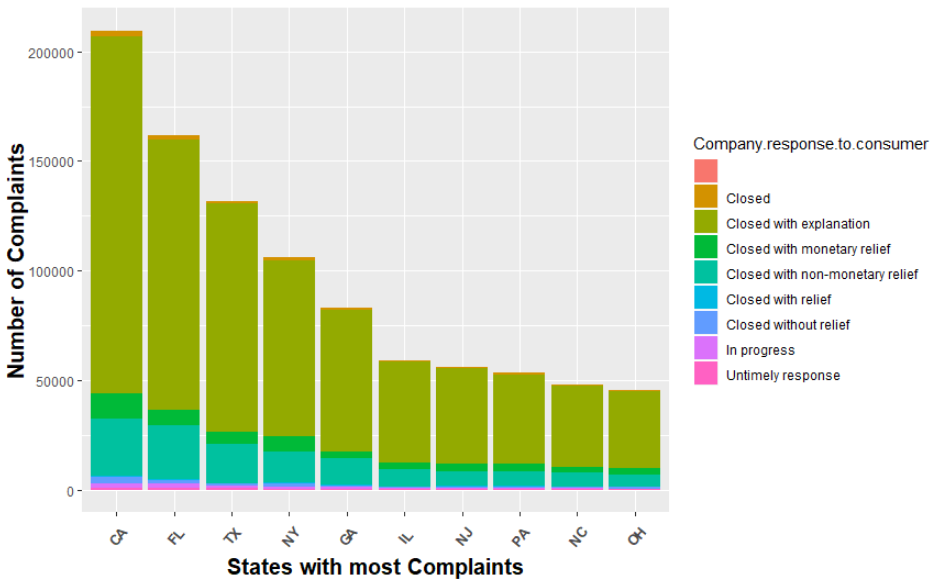 Number of Complaints
200000
150000
100000
50000
0
CA
FL
TX
NY
GA
IL
NJ
PA
NC
OH
States with most Complaints
Company.response.to.consumer
Closed
Closed with explanation
Closed with monetary relief
Closed with non-monetary relief
Closed with relief
Closed without relief
In progress
Untimely response